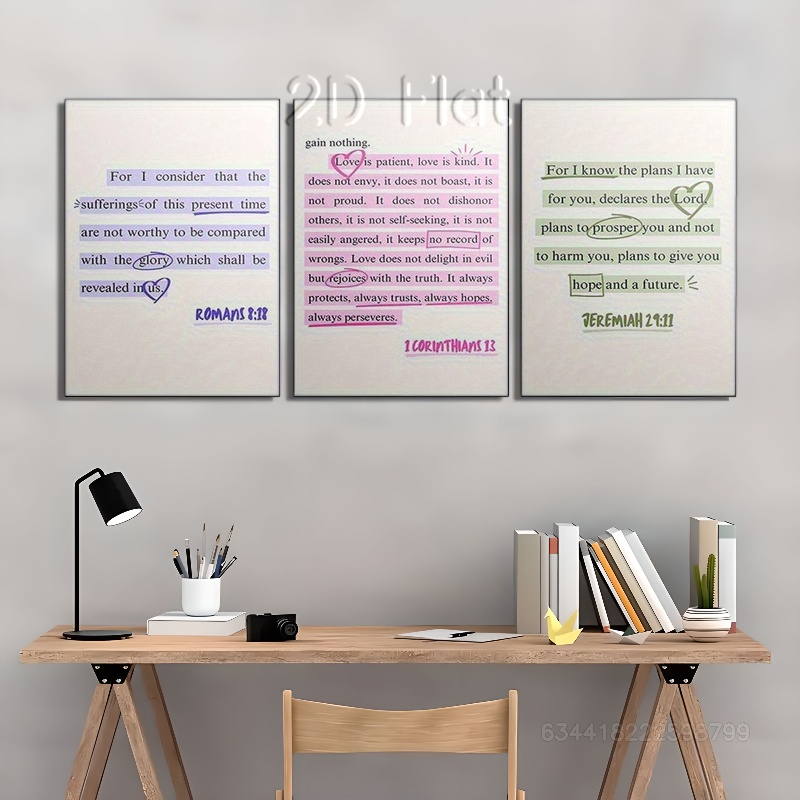 2D Flat
For I consider that the
sufferings of this present time
are not worthy to be compared
with the glory which shall be
revealed in us.
ROMANS 8:18
gain nothing.
Love is patient, love is kind. It
does not envy, it does not boast, it is
not proud. It does not dishonor
others, it is not self-seeking, it is not
easily angered, it keeps no record of
wrongs. Love does not delight in evil
but rejoices with the truth. It always
protects, always trusts, always hopes,
always perseveres.
1 CORINTHIANS 13
For I know the plans I have
for you, declares the Lord,
plans to prosper you and not
to harm you, plans to give you
hope and a future.
JEREMIAH 29:11